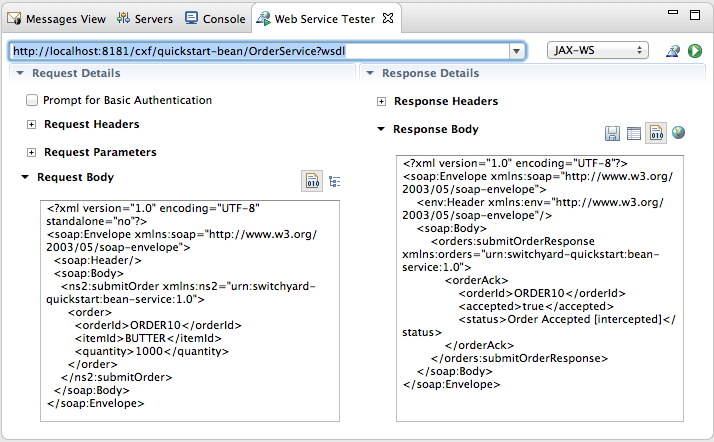 Messages View Servers Console Web Service Tester
http://localhost:8181/cxf/quickstart-bean/OrderService?wsdl JAX-WS
Request Details
Prompt for Basic Authentication
Request Headers
Request Parameters
Request Body
<?xml version="1.0" encoding="UTF-8"
standalone="no"?>
<soap:Envelope xmlns:soap="http://www.w3.org/
2003/05/soap-envelope">
<soap:Header/>
<soap:Body>
<ns2:submitOrder xmlns:ns2="urn:switchyard-
quickstart:bean-service:1.0">
<order>
<orderId>ORDER10</orderId>
<itemId>BUTTER</itemId>
<quantity>1000</quantity>
</order>
</ns2:submitOrder>
</soap:Body>
</soap:Envelope>
Response Details
Response Headers
Response Body
<?xml version="1.0" encoding="UTF-8"?>
<soap:Envelope xmlns:soap="http://www.w3.org/
2003/05/soap-envelope">
<env:Header xmlns:env="http://www.w3.org/
2003/05/soap-envelope"/>
<soap:Body>
<orders:submitOrderResponse
xmlns:orders="urn:switchyard-quickstart:bean-
service:1.0">
<orderAck>
<orderId>ORDER10</orderId>
<accepted>true</accepted>
<status>Order Accepted [intercepted]</
status>
</orderAck>
</orders:submitOrderResponse>
</soap:Body>
</soap:Envelope>